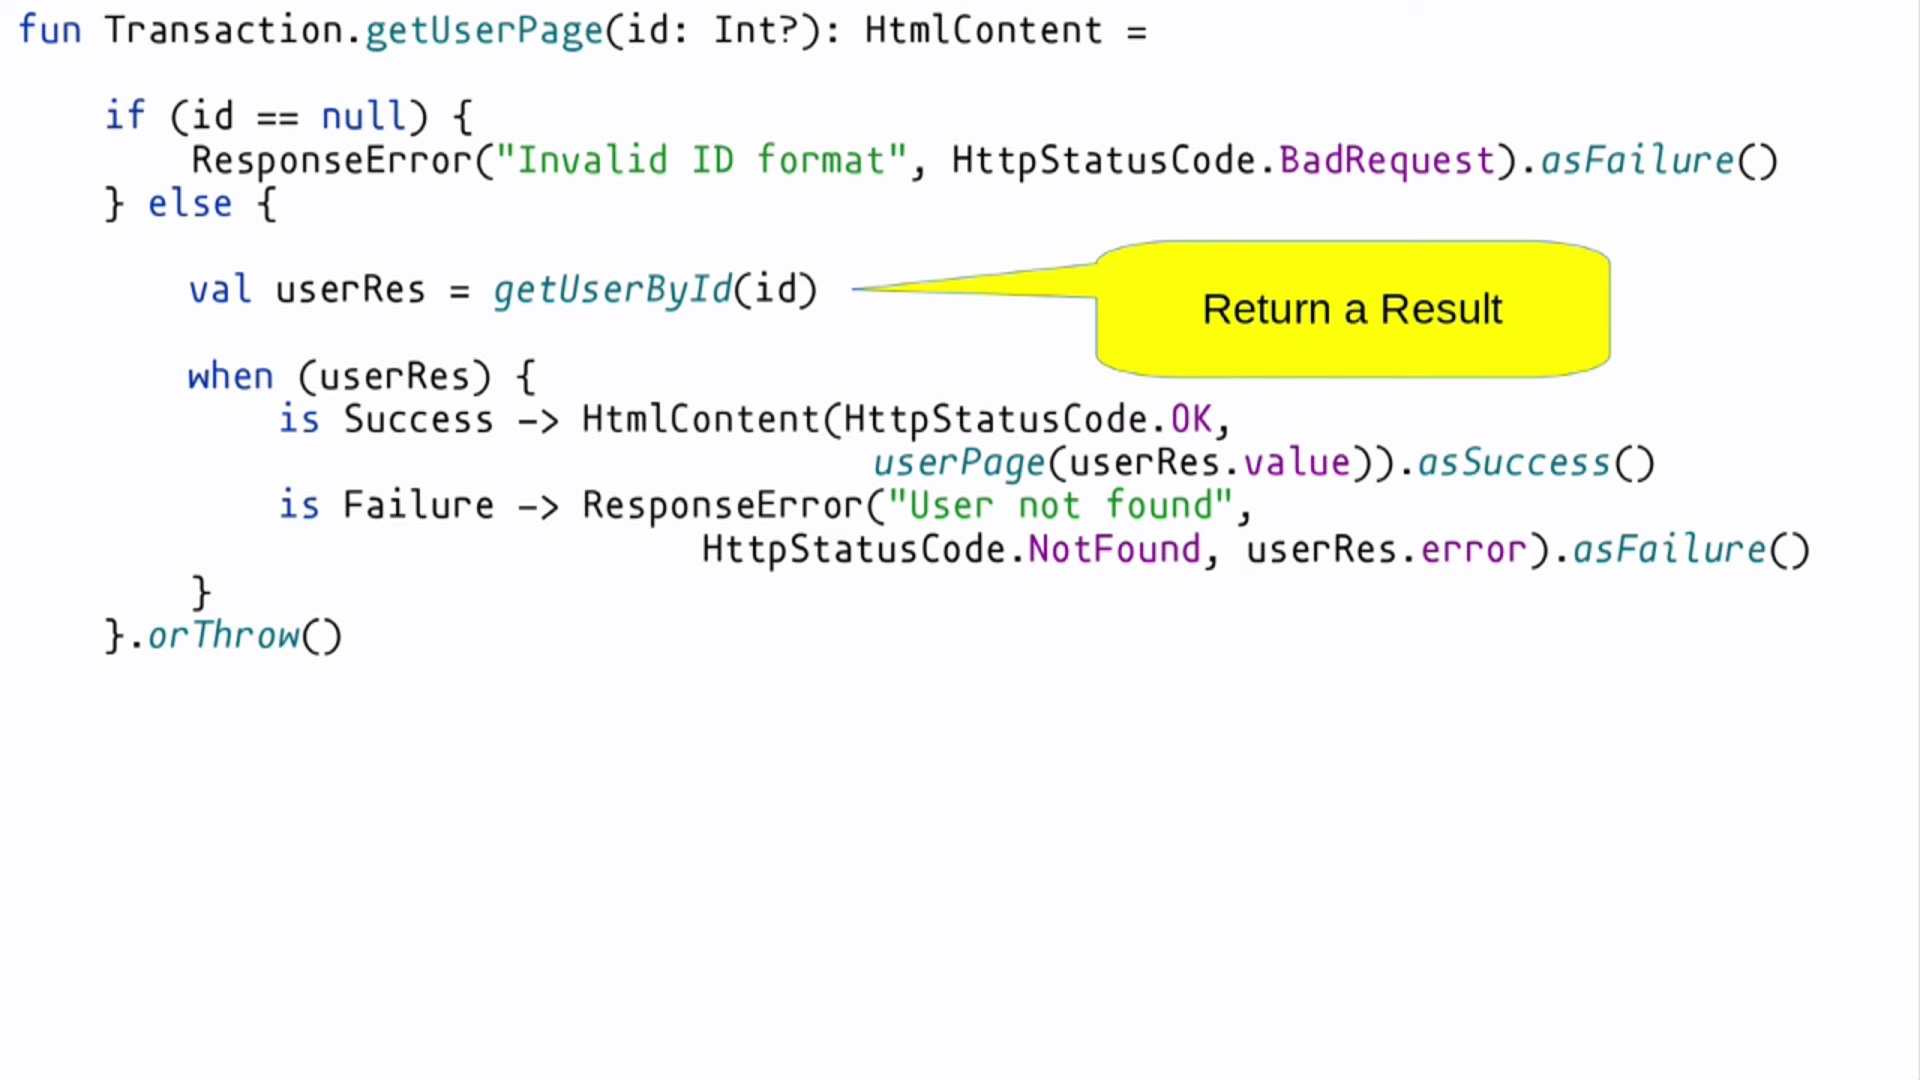 fun Transaction.getUserPage(id: Int?): HtmlContent =
if (id == null) {
ResponseError("Invalid ID format", HttpStatusCode.BadRequest).asFailure()
} else {
val userRes = getUserById(id)
Return a Result
when (userRes) {
is Success -> HtmlContent(HttpStatusCode.OK,
userPage(userRes.value)).asSuccess()
is Failure -> ResponseError("User not found",
HttpStatusCode.NotFound, userRes.error).asFailure()
}
}.orThrow()